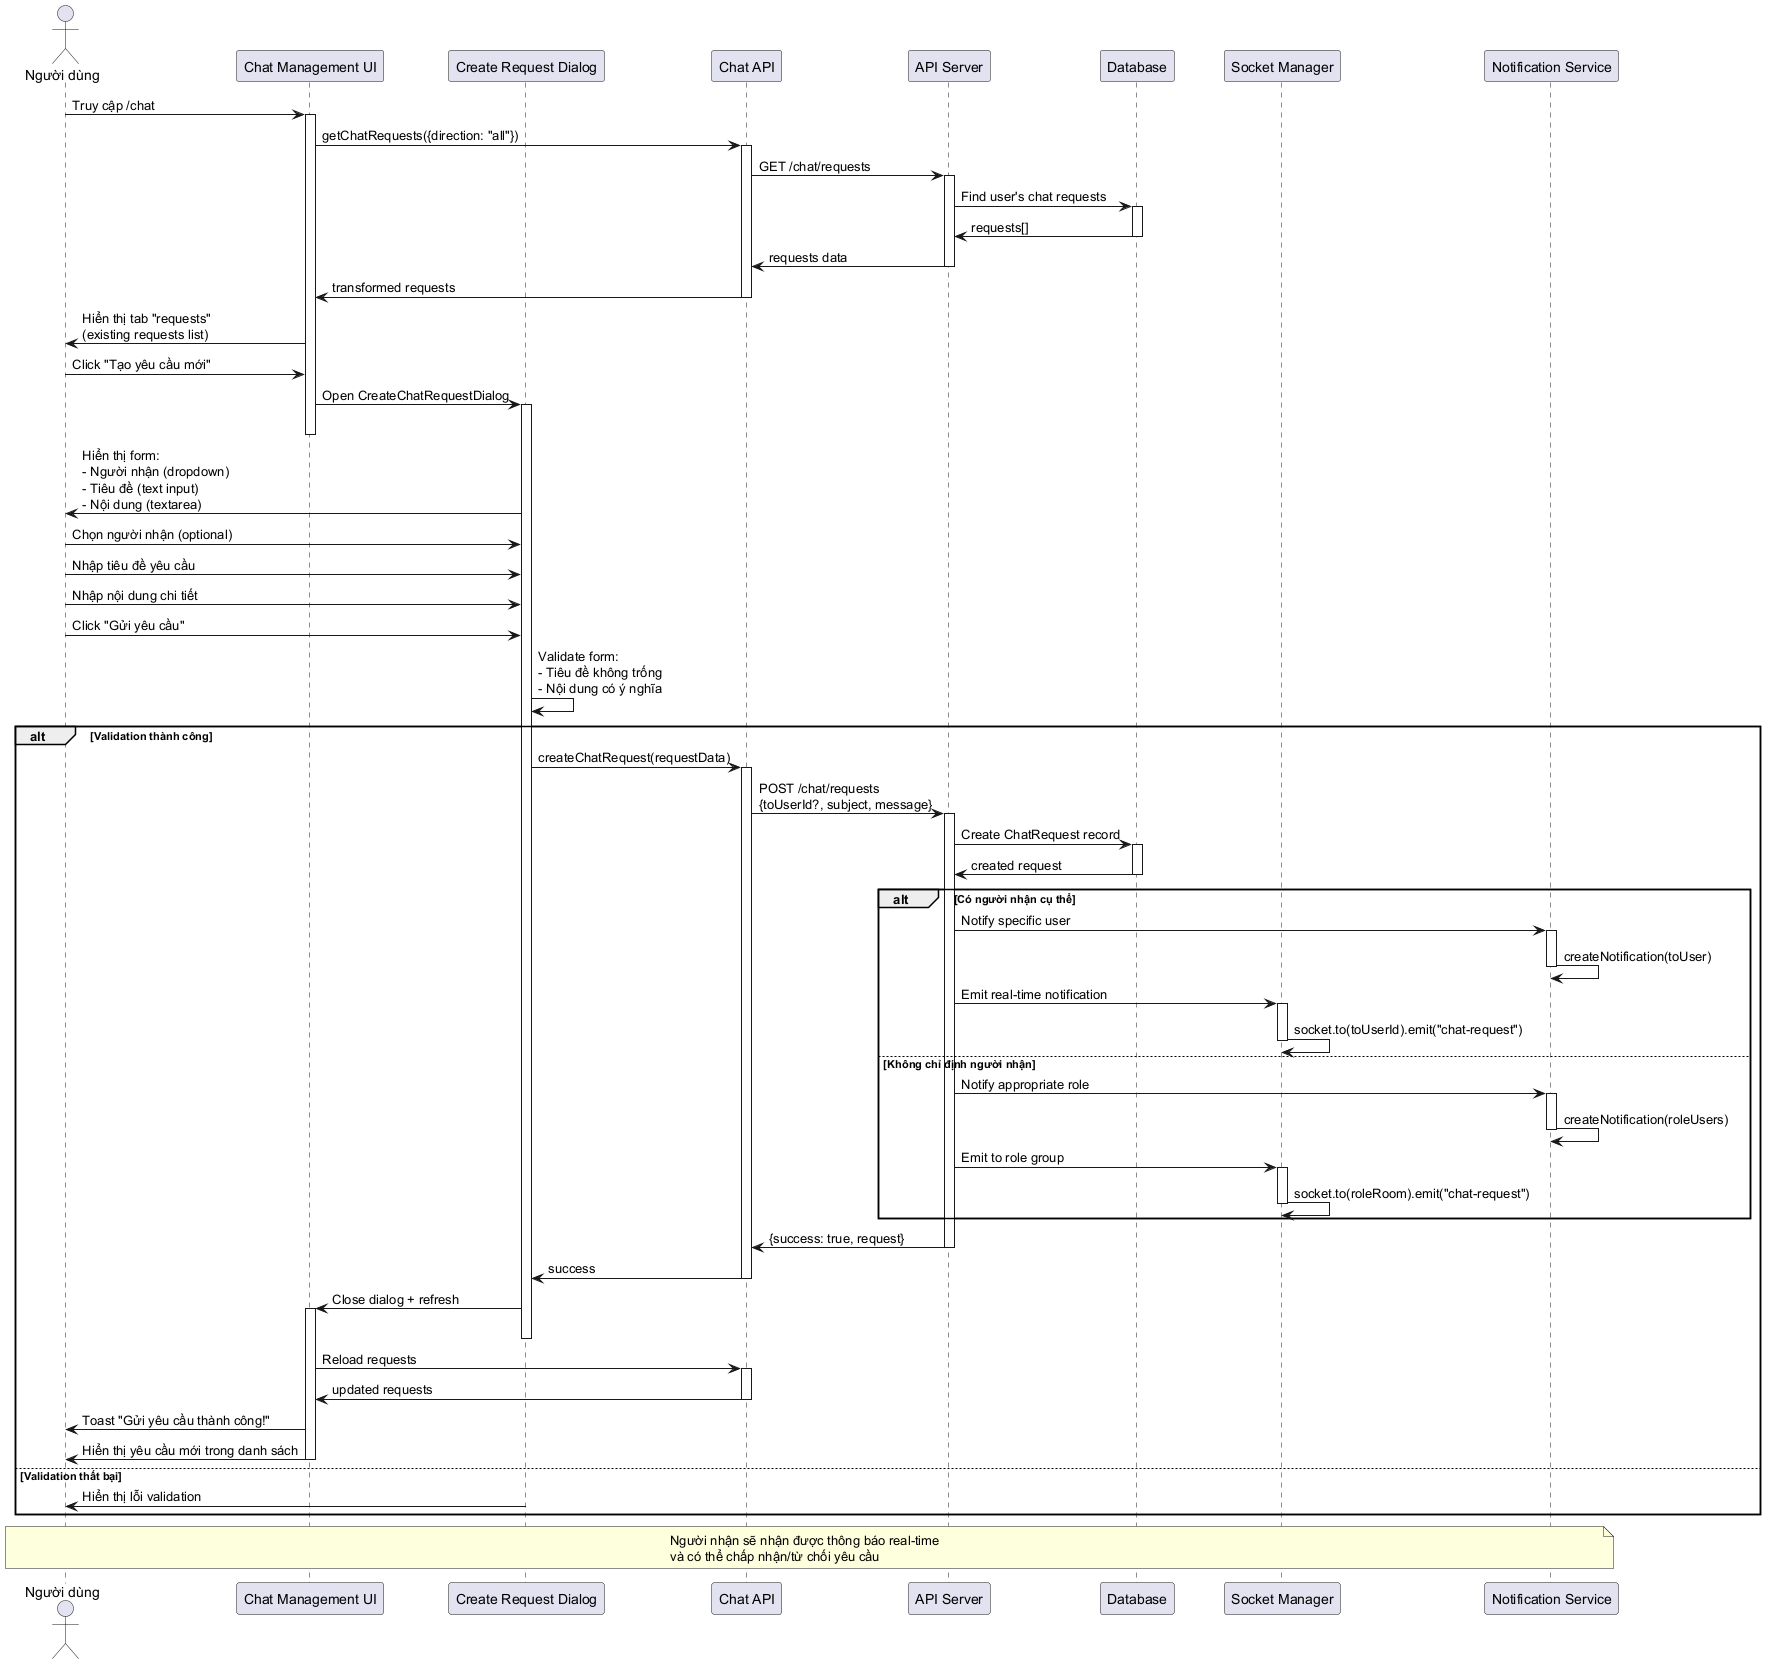 Người dùng
Chat Management UI
Create Request Dialog
Chat API
API Server
Database
Socket Manager
Notification Service
Truy cập /chat
getChatRequests({direction: "all"})
GET /chat/requests
Find user's chat requests
requests[]
requests data
transformed requests
Hiển thị tab "requests"
(existing requests list)
Click "Tạo yêu cầu mới"
Open CreateChatRequestDialog
Hiển thị form:
- Người nhận (dropdown)
- Tiêu đề (text input)
- Nội dung (textarea)
Chọn người nhận (optional)
Nhập tiêu đề yêu cầu
Nhập nội dung chi tiết
Click "Gửi yêu cầu"
Validate form:
- Tiêu đề không trống
- Nội dung có ý nghĩa
alt [Validation thành công]
createChatRequest(requestData)
POST /chat/requests
{toUserId?, subject, message}
Create ChatRequest record
created request
alt [Có người nhận cụ thể]
Notify specific user
createNotification(toUser)
Emit real-time notification
socket.to(toUserId).emit("chat-request")
[Không chỉ định người nhận]
Notify appropriate role
createNotification(roleUsers)
Emit to role group
socket.to(roleRoom).emit("chat-request")
{success: true, request}
success
Close dialog + refresh
Reload requests
updated requests
Toast "Gửi yêu cầu thành công!"
Hiển thị yêu cầu mới trong danh sách
[Validation thất bại]
Hiển thị lỗi validation
Người nhận sẽ nhận được thông báo real-time
và có thể chấp nhận/từ chối yêu cầu
Người dùng
Chat Management UI
Create Request Dialog
Chat API
API Server
Database
Socket Manager
Notification Service